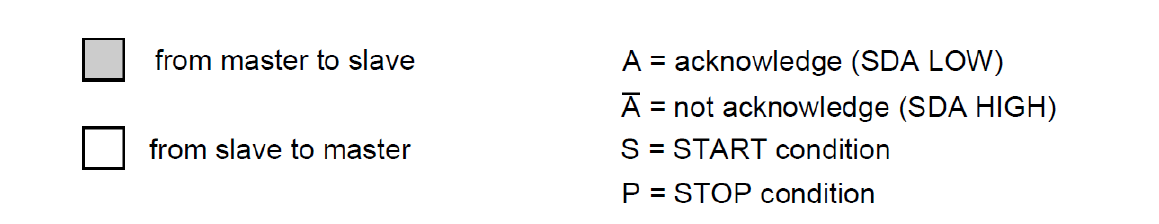 from master to slave
from slave to master
A = acknowledge (SDA LOW)
A̅ = not acknowledge (SDA HIGH)
S = START condition
P = STOP condition